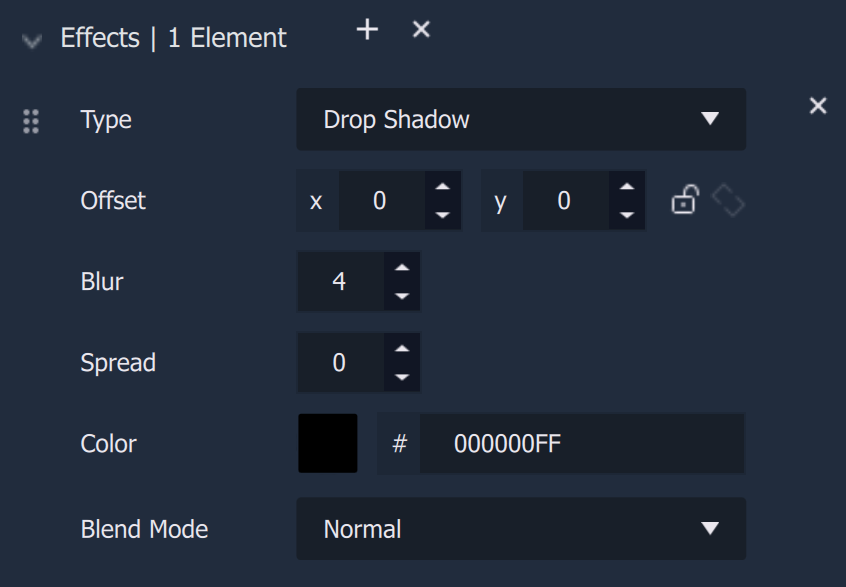 Effects | 1 Element
Type Drop Shadow
Offset x 0 y 0
Blur 4
Spread 0
Color # 000000FF
Blend Mode Normal